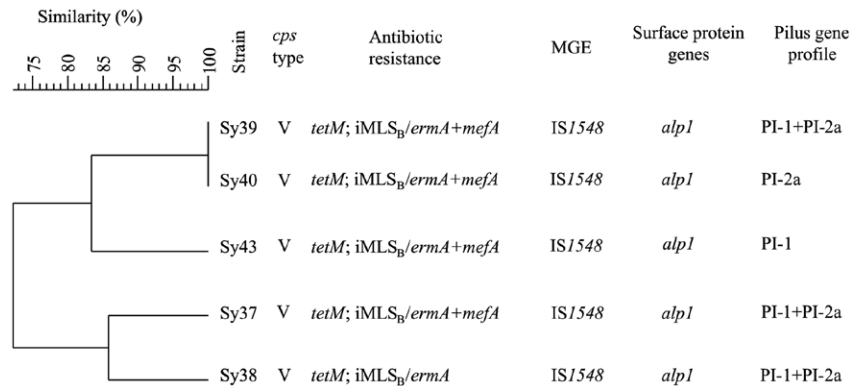 Similarity (%)
75 80 85 90 95 100
Strain
cps type
Antibiotic resistance
MGE
Surface protein genes
Pilus gene profile
Sy39 V tetM; iMLSB/ermA+mefA IS1548 alp1 PI-1+PI-2a
Sy40 V tetM; iMLSB/ermA+mefA IS1548 alp1 PI-2a
Sy43 V tetM; iMLSB/ermA+mefA IS1548 alp1 PI-1
Sy37 V tetM; iMLSB/ermA+mefA IS1548 alp1 PI-1+PI-2a
Sy38 V tetM; iMLSB/ermA IS1548 alp1 PI-1+PI-2a